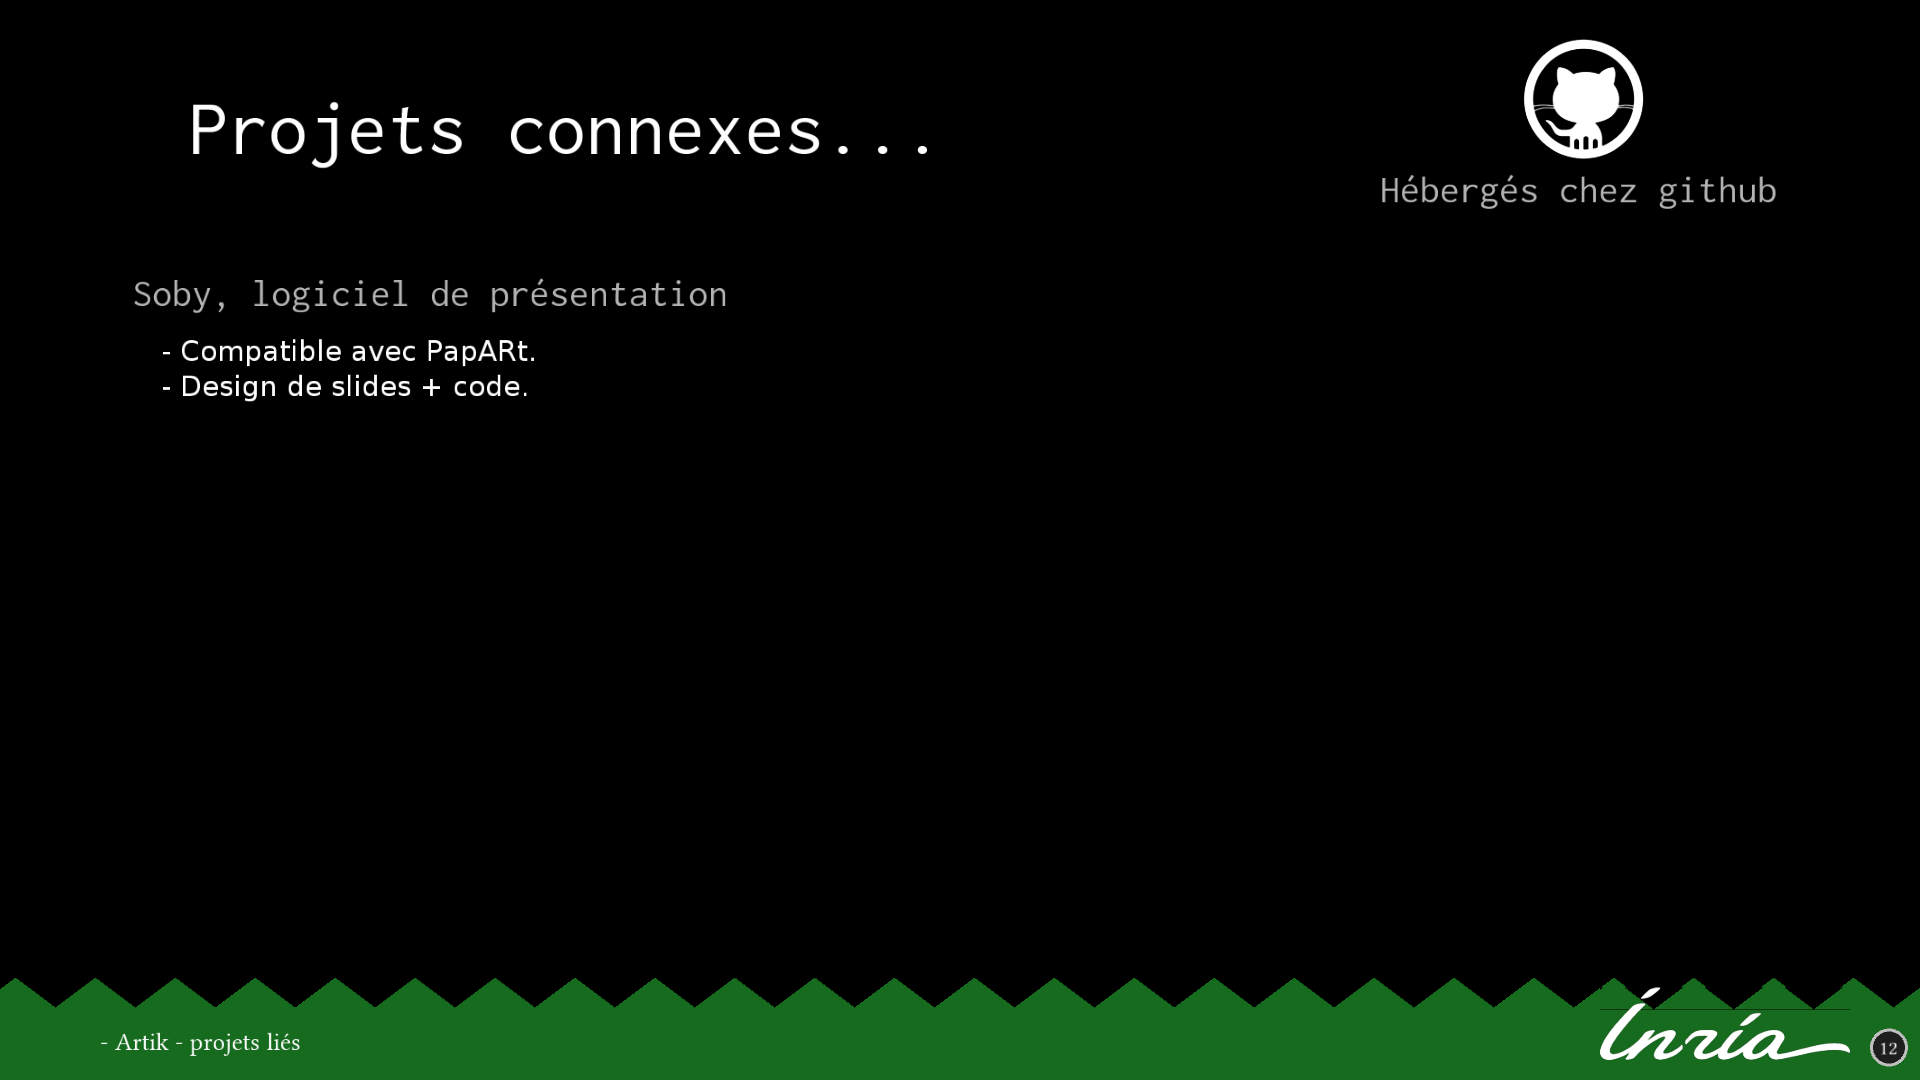 Projets connexes...
Hébergés chez github
Soby, logiciel de présentation
- Compatible avec PapARt.
- Design de slides + code.
- Artik - projets liés
Inria
12